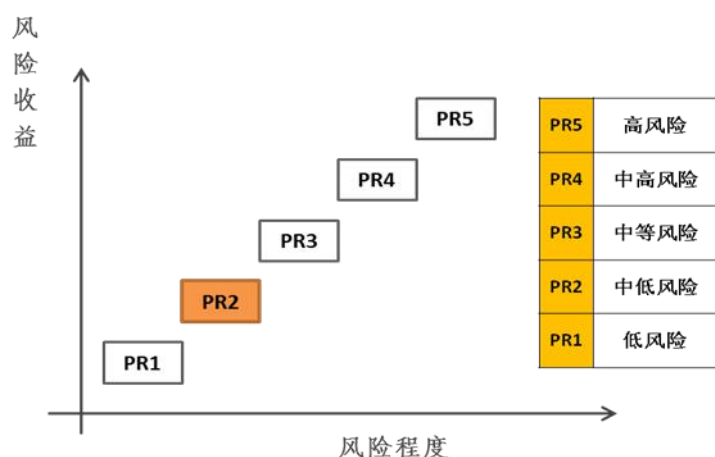 风险收益
PR5
PR4
PR3
PR2
PR1
风险程度
PR5 高风险
PR4 中高风险
PR3 中等风险
PR2 中低风险
PR1 低风险